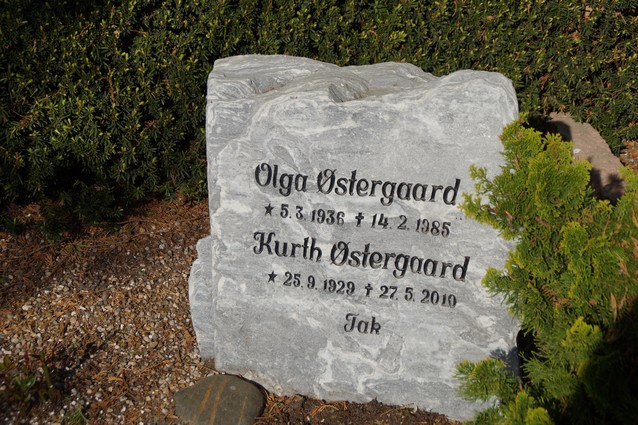 Olga Østergaard
★ 5. 3. 1936 ✝ 14. 2. 1985
Kurth Østergaard
★ 25. 9. 1929 ✝ 27. 5. 2010
Tak